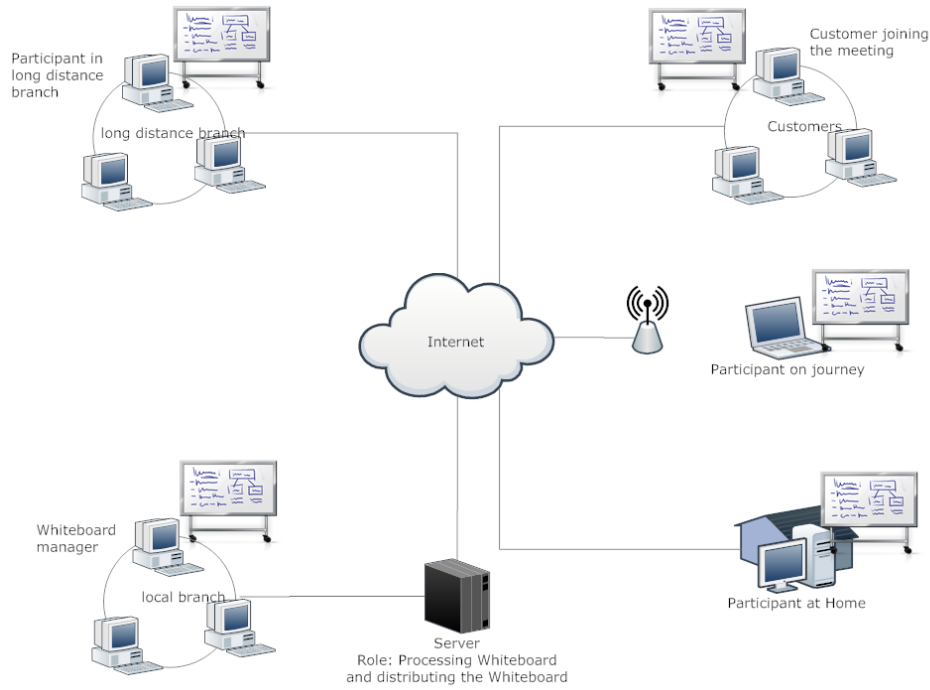 Participant in
long distance
branch
long distance branch
Customer joining
the meeting
Customers
Internet
Participant on journey
Whiteboard
manager
local branch
Server
Role: Processing Whiteboard
and distributing the Whiteboard
Participant at Home